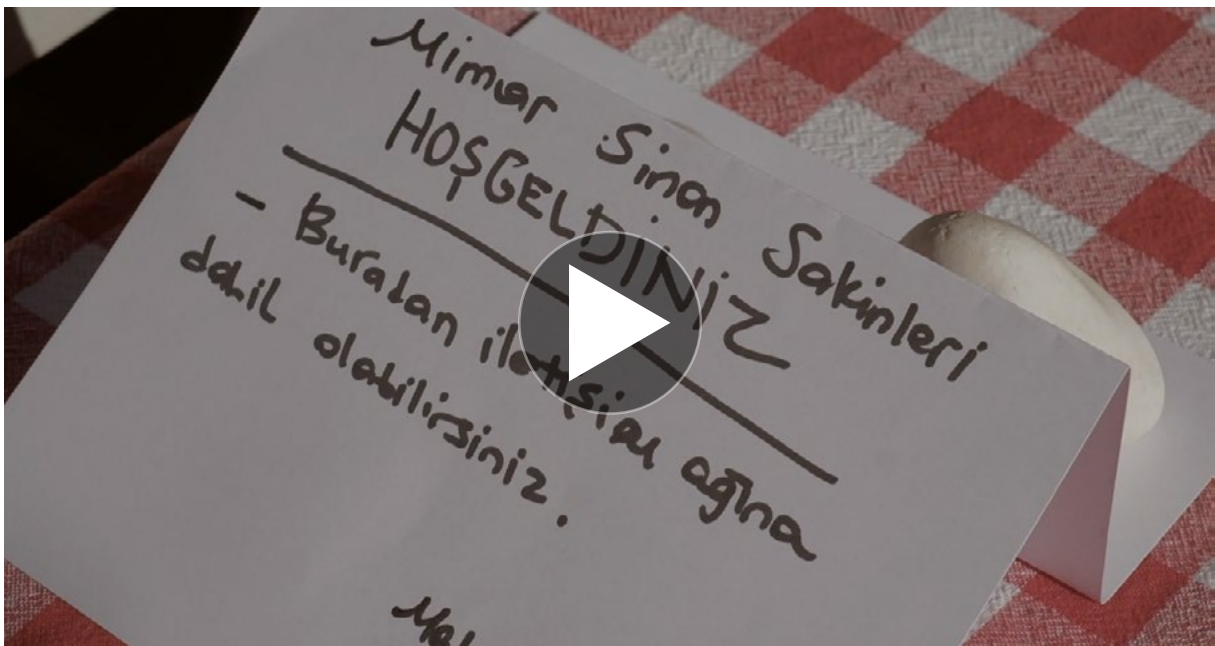 Mimar Sinan Sakinleri
HOŞGELDİNİZ
- Buradan iletişim ağına
dahil olabilirsiniz.